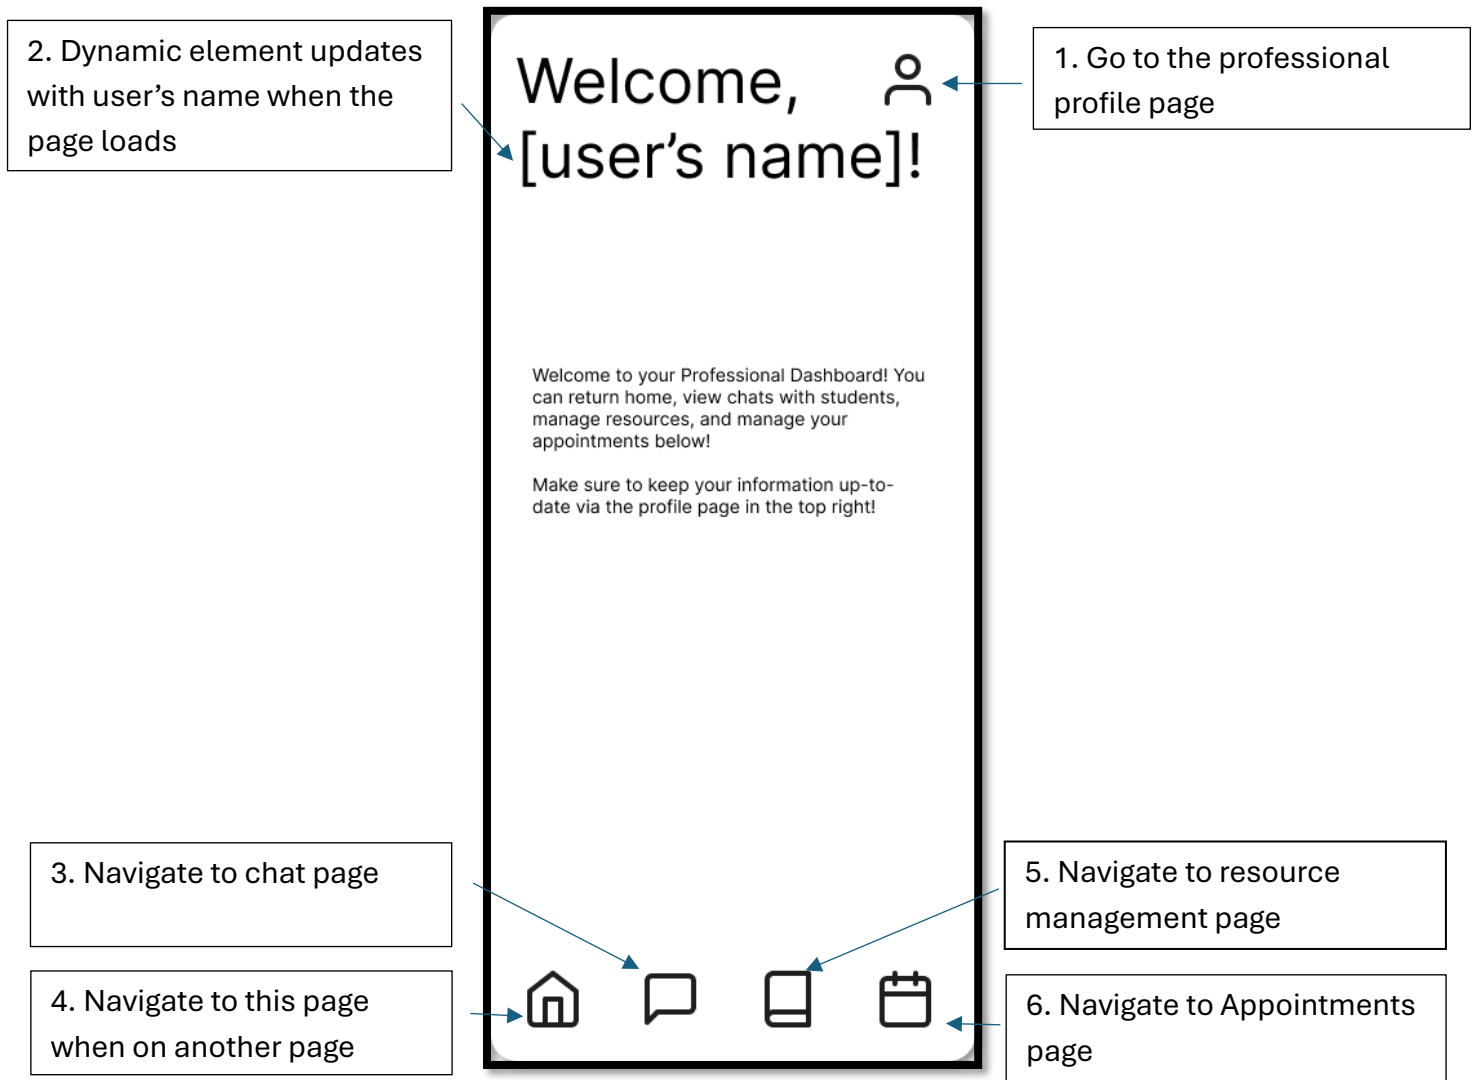 2. Dynamic element updates
with user’s name when the
page loads
Welcome,
[user’s name]!
1. Go to the professional
profile page
Welcome to your Professional Dashboard! You
can return home, view chats with students,
manage resources, and manage your
appointments below!
Make sure to keep your information up-to-
date via the profile page in the top right!
3. Navigate to chat page
4. Navigate to this page
when on another page
5. Navigate to resource
management page
6. Navigate to Appointments
page